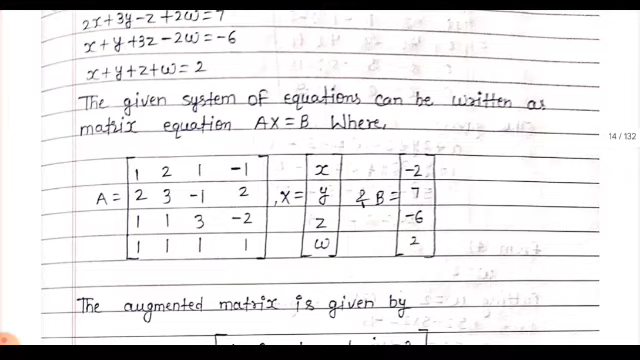 2x+3y-z+2w=7
x+y+3z-2w=-6
x+y+z+w=2
The given system of equations can be written as
matrix equation AX=B Where,
14 / 132
A = [1 2 1 -1
2 3 -1 2
1 1 3 -2
1 1 1 1], X = [x
y
z
w] & B = [-2
7
-6
2]
The augmented matrix is given by